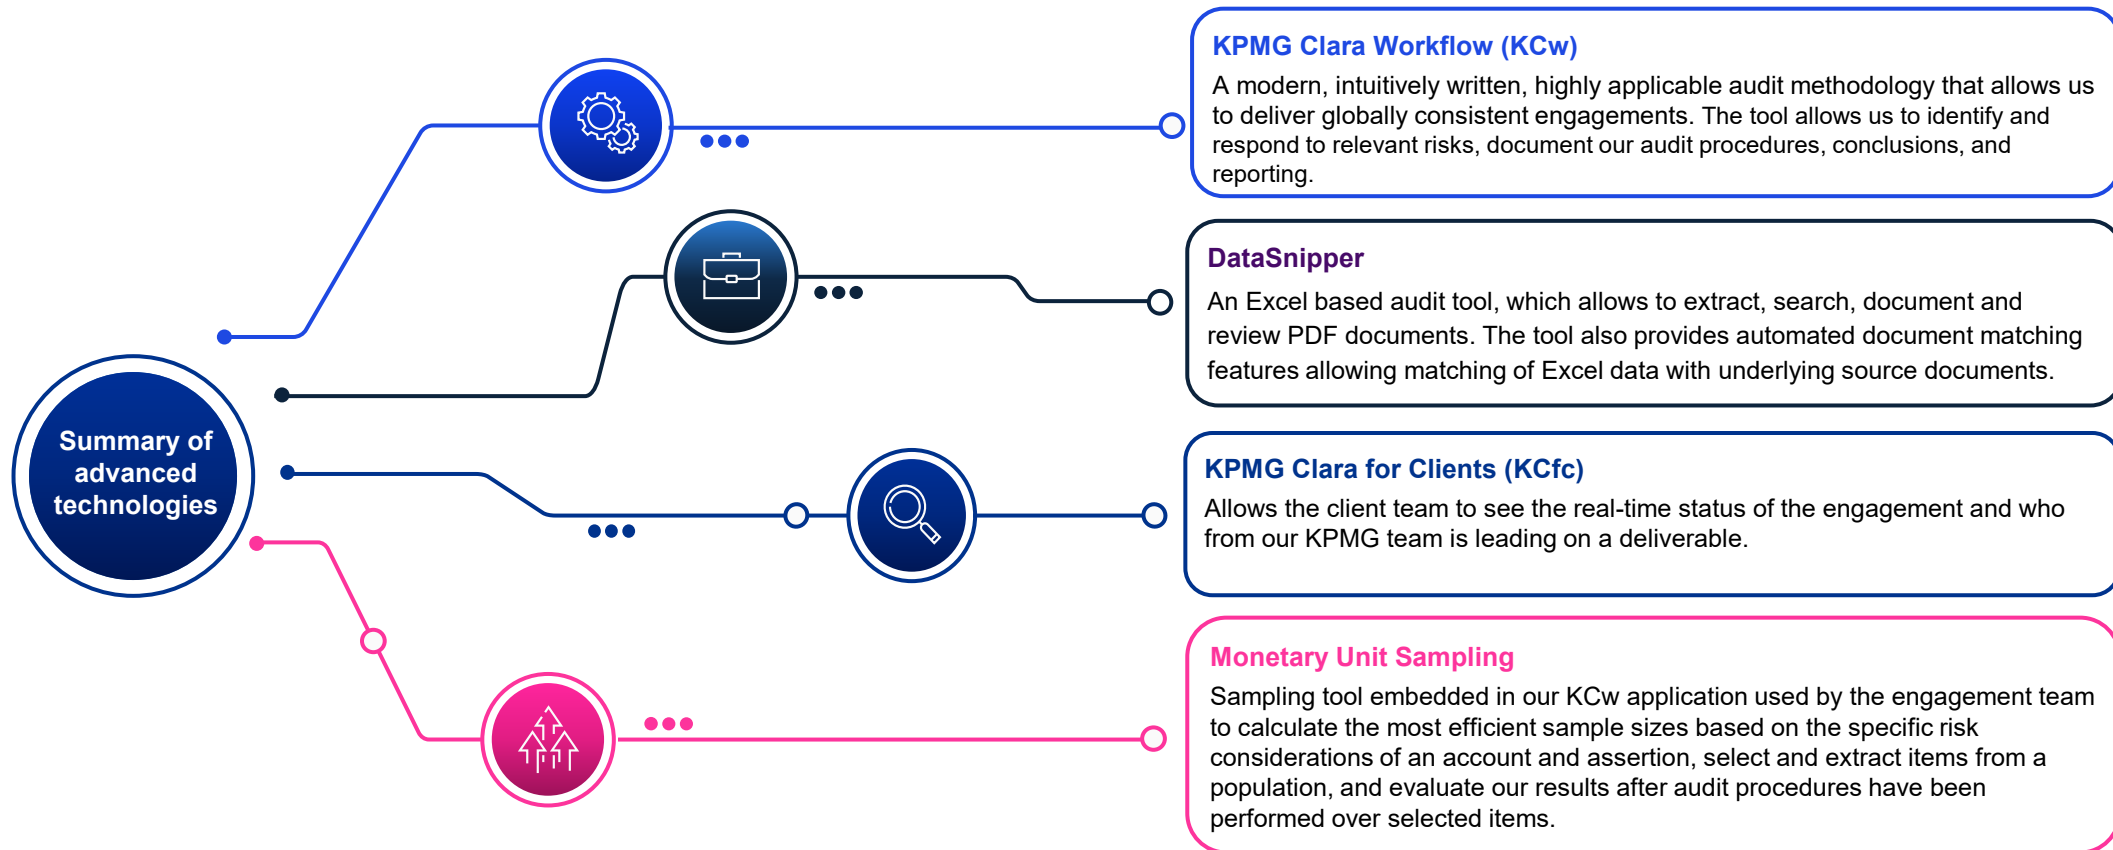 Summary of
advanced
technologies
KPMG Clara Workflow (KCw)
A modern, intuitively written, highly applicable audit methodology that allows us
to deliver globally consistent engagements. The tool allows us to identify and
respond to relevant risks, document our audit procedures, conclusions, and
reporting.
DataSnipper
An Excel based audit tool, which allows to extract, search, document and
review PDF documents. The tool also provides automated document matching
features allowing matching of Excel data with underlying source documents.
KPMG Clara for Clients (KCfc)
Allows the client team to see the real-time status of the engagement and who
from our KPMG team is leading on a deliverable.
Monetary Unit Sampling
Sampling tool embedded in our KCw application used by the engagement team
to calculate the most efficient sample sizes based on the specific risk
considerations of an account and assertion, select and extract items from a
population, and evaluate our results after audit procedures have been
performed over selected items.